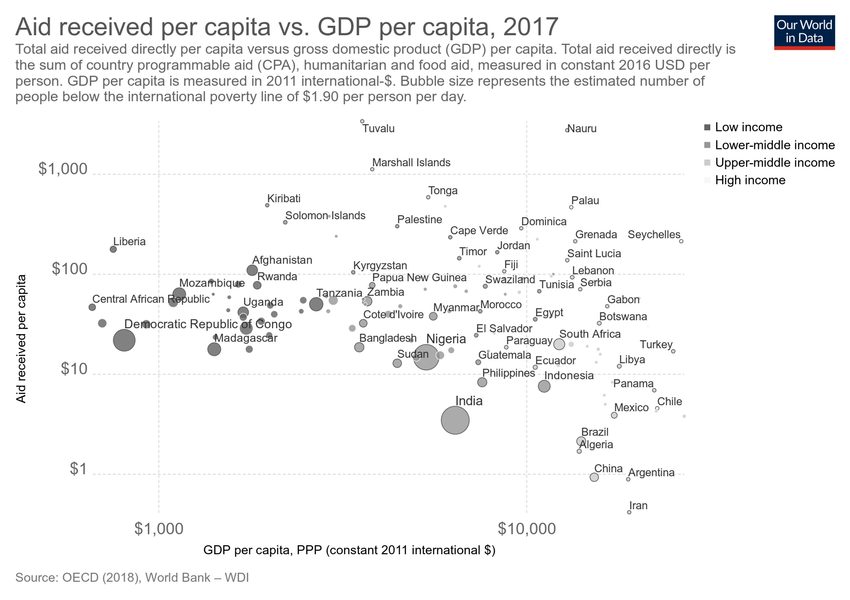 Aid received per capita vs. GDP per capita, 2017
Our World
in Data
Total aid received directly per capita versus gross domestic product (GDP) per capita. Total aid received directly is
the sum of country programmable aid (CPA), humanitarian and food aid, measured in constant 2016 USD per
person. GDP per capita is measured in 2011 international-$. Bubble size represents the estimated number of
people below the international poverty line of $1.90 per person per day.
Low income
Lower-middle income
Upper-middle income
High income
Tuvalu
Nauru
Marshall Islands
$1,000
Tonga
Kiribati
Palau
Solomon Islands
Palestine
Dominica
Cape Verde
Grenada
Seychelles
Liberia
Jordan
Timor
Saint Lucia
Afghanistan
Kyrgyzstan
Fiji
$100
Lebanon
Mozambique
Rwanda
Papua New Guinea
Swaziland
Tunisia
Serbia
Central African Republic
Uganda
Tanzania
Zambia
Myanmar
Morocco
Gabon
Cote d'Ivoire
Egypt
Botswana
Democratic Republic of Congo
El Salvador
South Africa
Madagascar
Bangladesh
Nigeria
Paraguay
Turkey
Sudan
Guatemala
Ecuador
Libya
$10
Philippines
Indonesia
Panama
India
Mexico
Chile
Brazil
Algeria
$1
China
Argentina
Iran
$1,000
$10,000
Aid received per capita
GDP per capita, PPP (constant 2011 international $)
Source: OECD (2018), World Bank – WDI